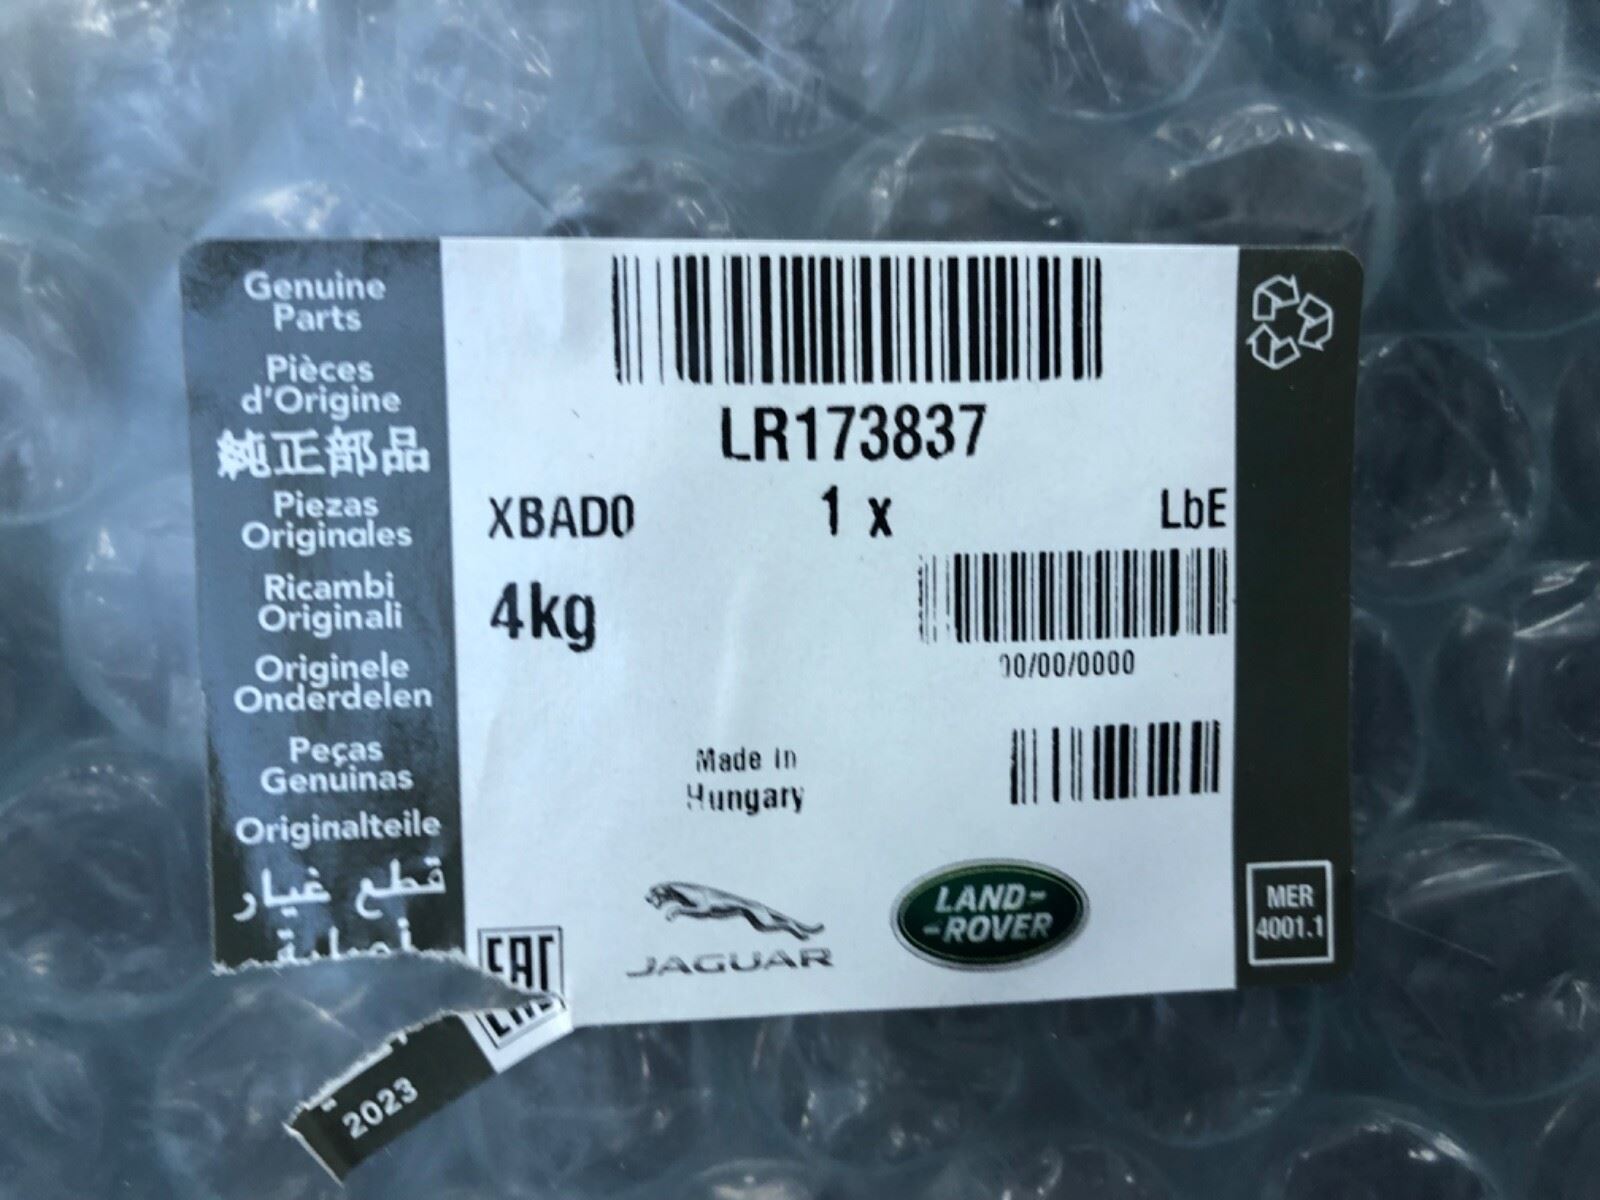 Genuine
Parts
Pièces
d'Origine
純正部品
Piezas
Originales
Ricambi
Originali
Originele
Onderdelen
Peças
Genuinas
Originalteile
قطع غيار
2023
LR173837
XBAD0 1 x LbE
4kg
00/00/0000
Made in
Hungary
EAC
JAGUAR
LAND-
-ROVER
MER
4001.1